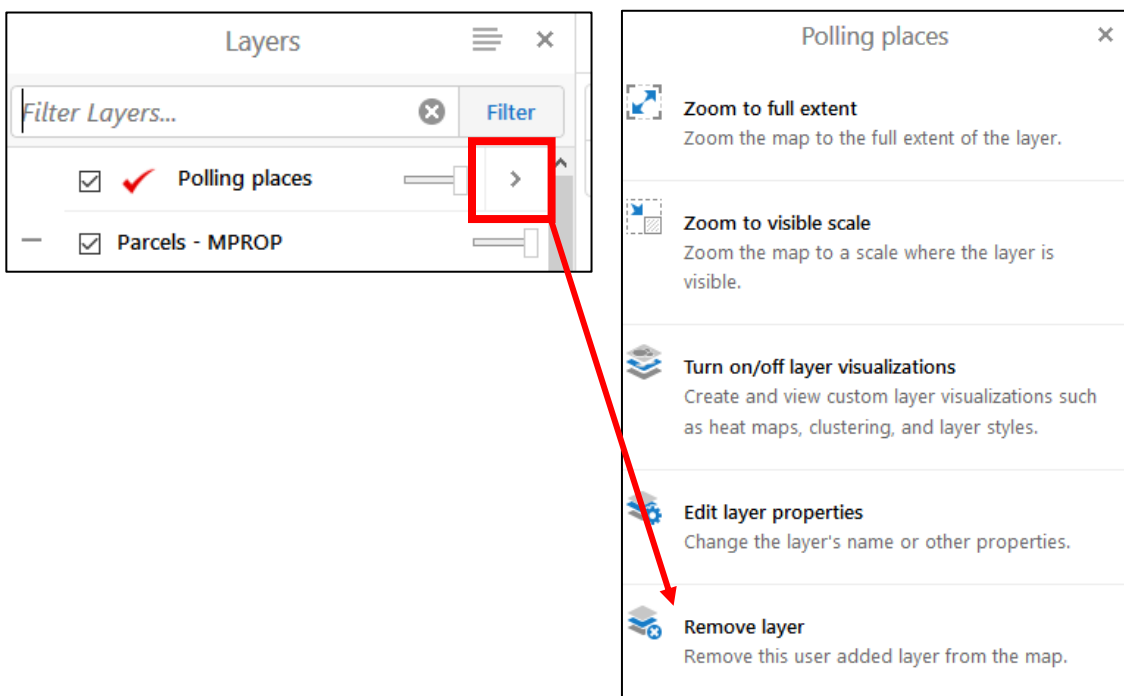 Layers
Filter Layers...
Filter
Polling places
Parcels - MPROP
Polling places
Zoom to full extent
Zoom the map to the full extent of the layer.
Zoom to visible scale
Zoom the map to a scale where the layer is
visible.
Turn on/off layer visualizations
Create and view custom layer visualizations such
as heat maps, clustering, and layer styles.
Edit layer properties
Change the layer's name or other properties.
Remove layer
Remove this user added layer from the map.